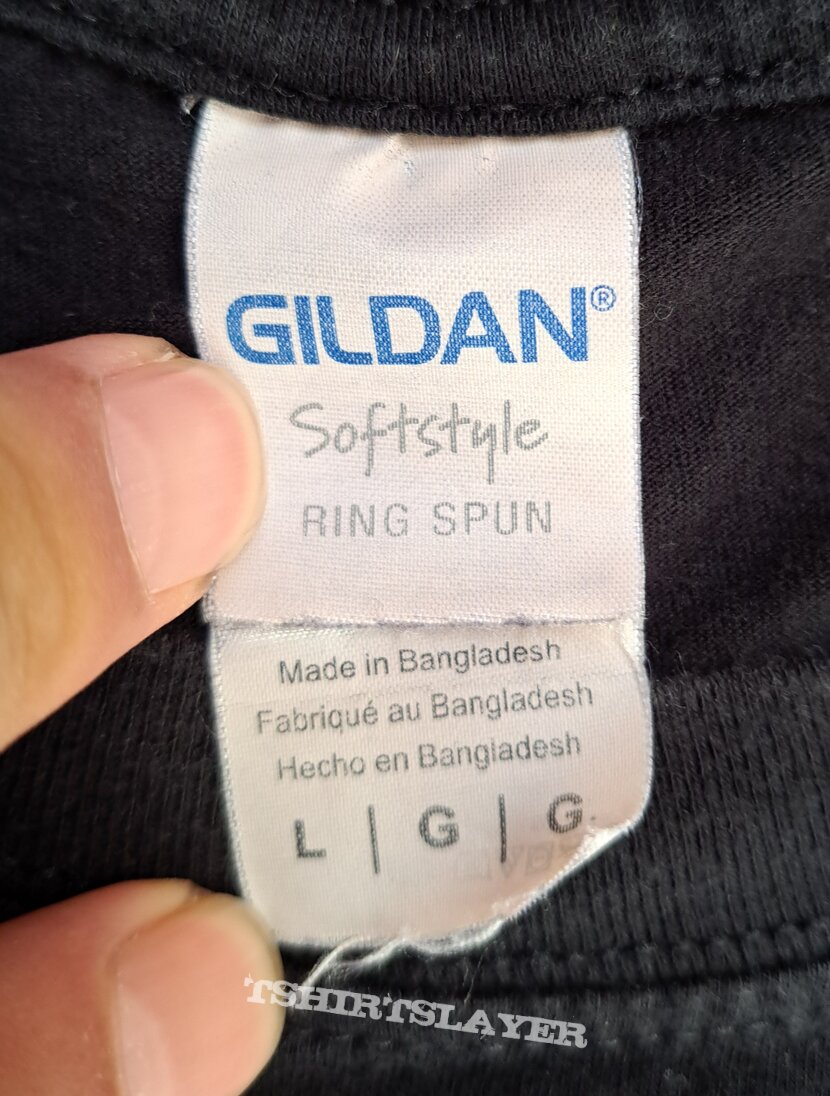 GILDAN®
Softstyle
RING SPUN
Made in Bangladesh
Fabriqué au Bangladesh
Hecho en Bangladesh
L | G | G
TSHIRTSLAYER